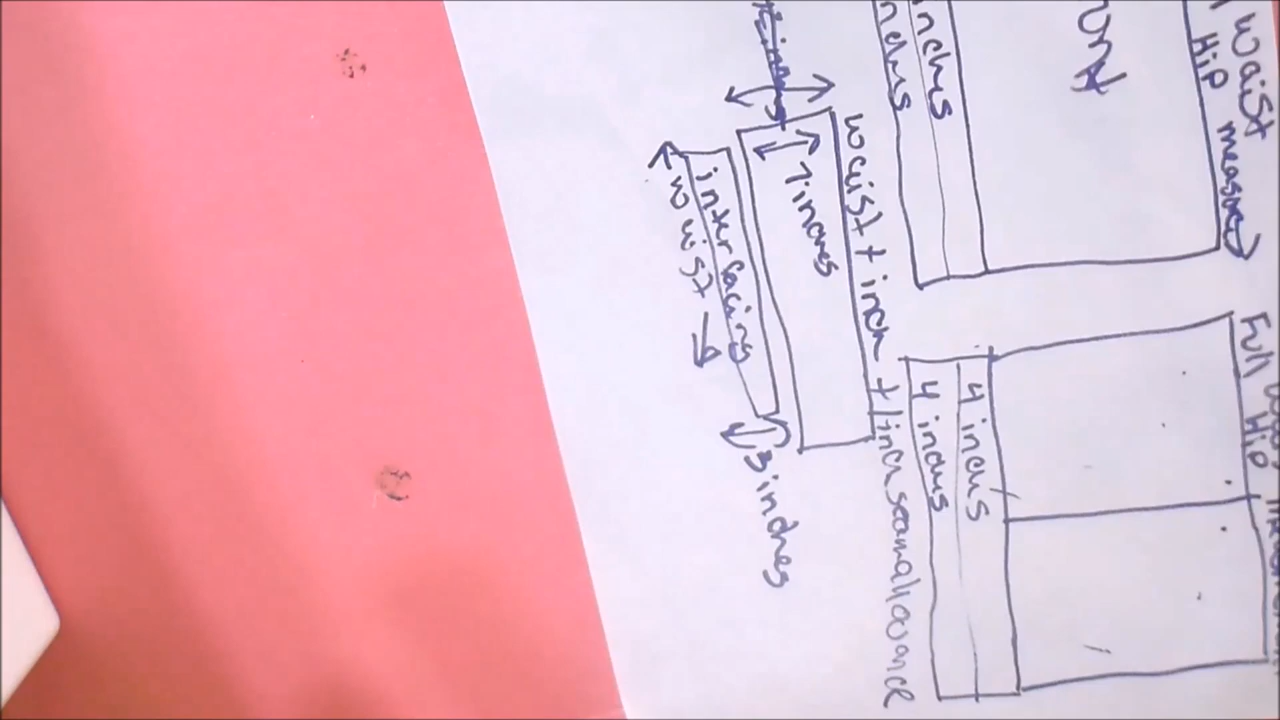 waist
Hip measure
Front
inches
inches
Full
Hip
4 inches
4 inches
waist + inch + 1 inch seam allowance
7 inches
interfacing
waist
3 inches